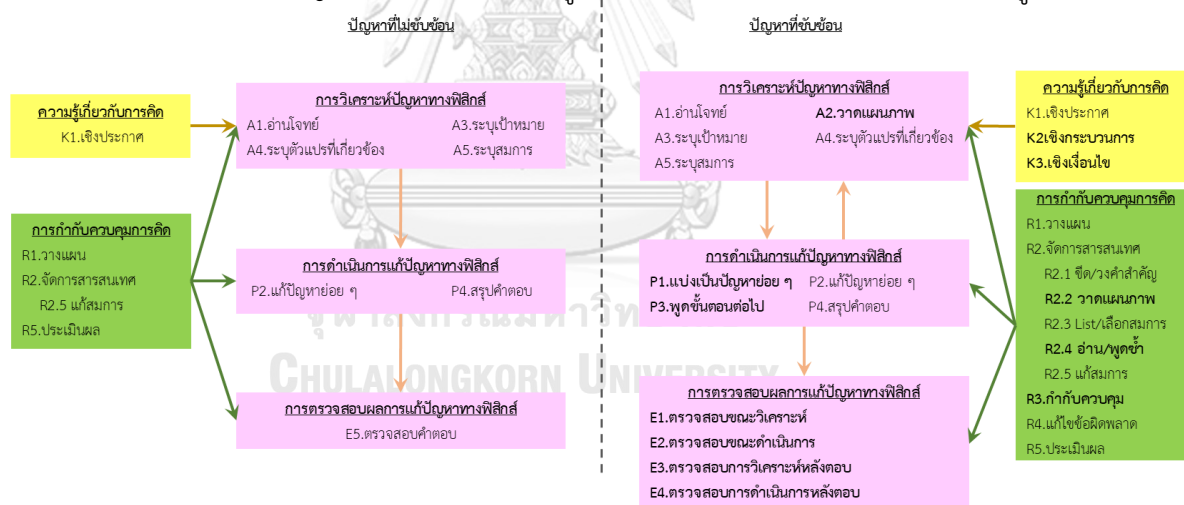 ปัญหาที่ไม่ซับซ้อน
ความรู้เกี่ยวกับการคิด
K1.เชิงประกาศ
การวิเคราะห์ปัญหาทางฟิสิกส์
A1.อ่านโจทย์ A3.ระบุเป้าหมาย
A4.ระบุตัวแปรที่เกี่ยวข้อง A5.ระบุสมการ
การกำกับควบคุมการคิด
R1.วางแผน
R2.จัดการสารสนเทศ
R2.5 แก้สมการ
R5.ประเมินผล
การดำเนินการแก้ปัญหาทางฟิสิกส์
P2.แก้ปัญหาย่อย ๆ P4.สรุปคำตอบ
การตรวจสอบผลการแก้ปัญหาทางฟิสิกส์
E5.ตรวจสอบคำตอบ
ปัญหาที่ซับซ้อน
การวิเคราะห์ปัญหาทางฟิสิกส์
A1.อ่านโจทย์ A2.วาดแผนภาพ
A3.ระบุเป้าหมาย A4.ระบุตัวแปรที่เกี่ยวข้อง
A5.ระบุสมการ
ความรู้เกี่ยวกับการคิด
K1.เชิงประกาศ
K2เชิงกระบวนการ
K3.เชิงเงื่อนไข
การดำเนินการแก้ปัญหาทางฟิสิกส์
P1.แบ่งเป็นปัญหาย่อย ๆ P2.แก้ปัญหาย่อย ๆ
P3.พูดขั้นตอนต่อไป P4.สรุปคำตอบ
การกำกับควบคุมการคิด
R1.วางแผน
R2.จัดการสารสนเทศ
R2.1 ขีด/วงคำสำคัญ
R2.2 วาดแผนภาพ
R2.3 List/เลือกสมการ
R2.4 อ่าน/พูดซ้ำ
R2.5 แก้สมการ
R3.กำกับควบคุม
R4.แก้ไขข้อผิดพลาด
R5.ประเมินผล
การตรวจสอบผลการแก้ปัญหาทางฟิสิกส์
E1.ตรวจสอบขณะวิเคราะห์
E2.ตรวจสอบขณะดำเนินการ
E3.ตรวจสอบการวิเคราะห์หลังตอบ
E4.ตรวจสอบการดำเนินการหลังตอบ
CHULALONGKORN UNIVERSITY